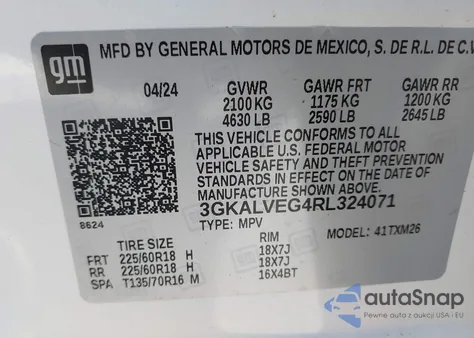 gm
MFD BY GENERAL MOTORS DE MEXICO, S. DE R.L. DE C.V
04/24 GVWR GAWR FRT GAWR RR
2100 KG 1175 KG 1200 KG
4630 LB 2590 LB 2645 LB
THIS VEHICLE CONFORMS TO ALL
APPLICABLE U.S. FEDERAL MOTOR
VEHICLE SAFETY AND THEFT PREVENTION
STANDARDS IN EFFECT ON THE DATE OF
MANUFACTURE SHOWN ABOVE.
3GKALVEG4RL324071
8624
TYPE: MPV MODEL: 41TXM26
TIRE SIZE RIM
FRT 225/60R18 H 18X7J
RR 225/60R18 H 18X7J
SPA T135/70R16 M 16X4BT
autoSnap
Pewne auto z USA i EU